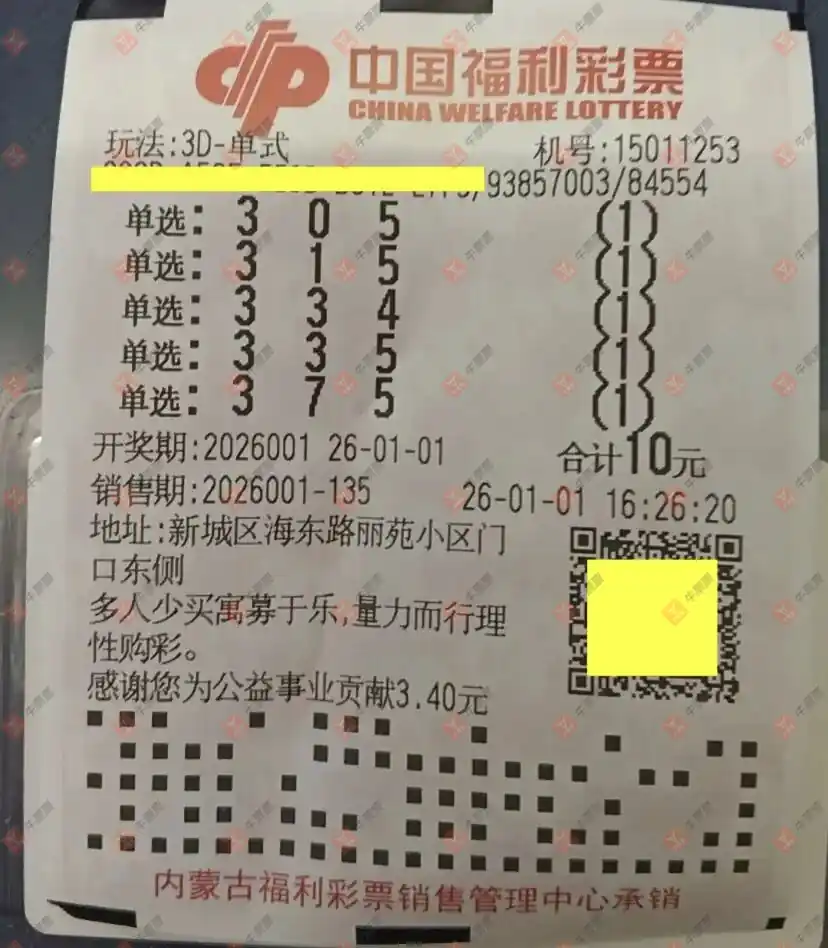 中国福利彩票
CHINA WELFARE LOTTERY
玩法:3D-单式 机号:15011253
/93857003/84554
单选: 3 0 5 (1)
单选: 3 1 5 (1)
单选: 3 3 4 (1)
单选: 3 3 5 (1)
单选: 3 7 5 (1)
开奖期:2026001 26-01-01 合计10元
销售期:2026001-135 26-01-01 16:26:20
地址:新城区海东路丽苑小区门
口东侧
多人少买寓募于乐,量力而行理
性购彩。
感谢您为公益事业贡献3.40元
内蒙古福利彩票销售管理中心承销